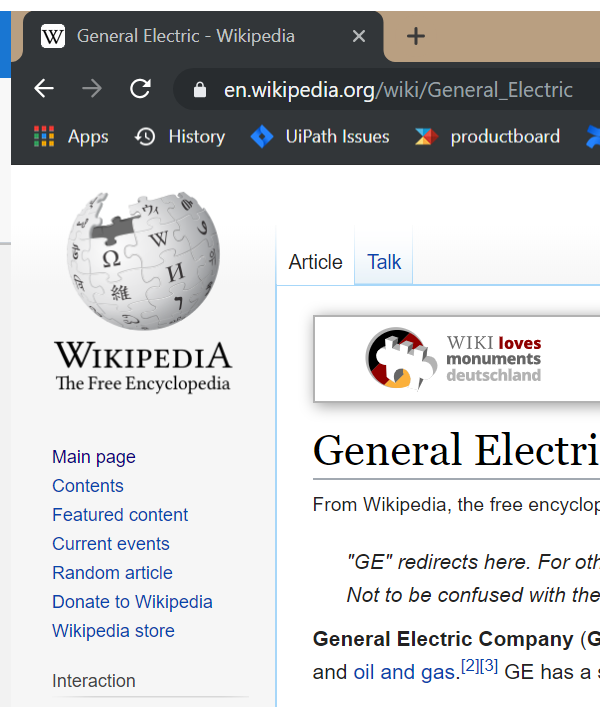 General Electric - Wikipedia
en.wikipedia.org/wiki/General_Electric
Apps History UiPath Issues productboard
Ω W И 維 7
WIKIPEDIA
The Free Encyclopedia
Main page
Contents
Featured content
Current events
Random article
Donate to Wikipedia
Wikipedia store
Interaction
Article Talk
WIKI loves
monuments
deutschland
General Electri
From Wikipedia, the free encyclop
"GE" redirects here. For oth
Not to be confused with the
General Electric Company (G
and oil and gas.[2][3] GE has a s